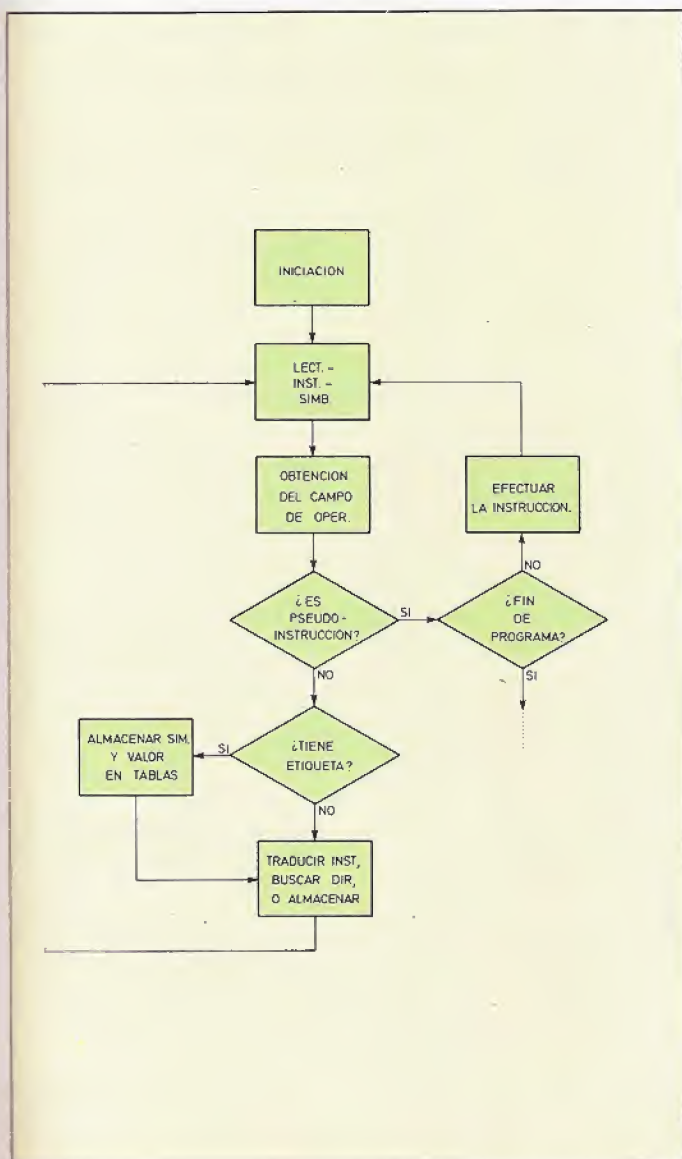 INICIACION
LECT. -
INST. -
SIMB.
OBTENCION
DEL CAMPO
DE OPER.
EFECTUAR
LA INSTRUCCION.
¿ES
PSEUDO-
INSTRUCCION?
SI
¿FIN
DE
PROGRAMA?
NO
NO
SI
ALMACENAR SIM.
Y VALOR
EN TABLAS
SI
¿TIENE
ETIQUETA?
NO
TRADUCIR INST,
BUSCAR DIR,
O ALMACENAR